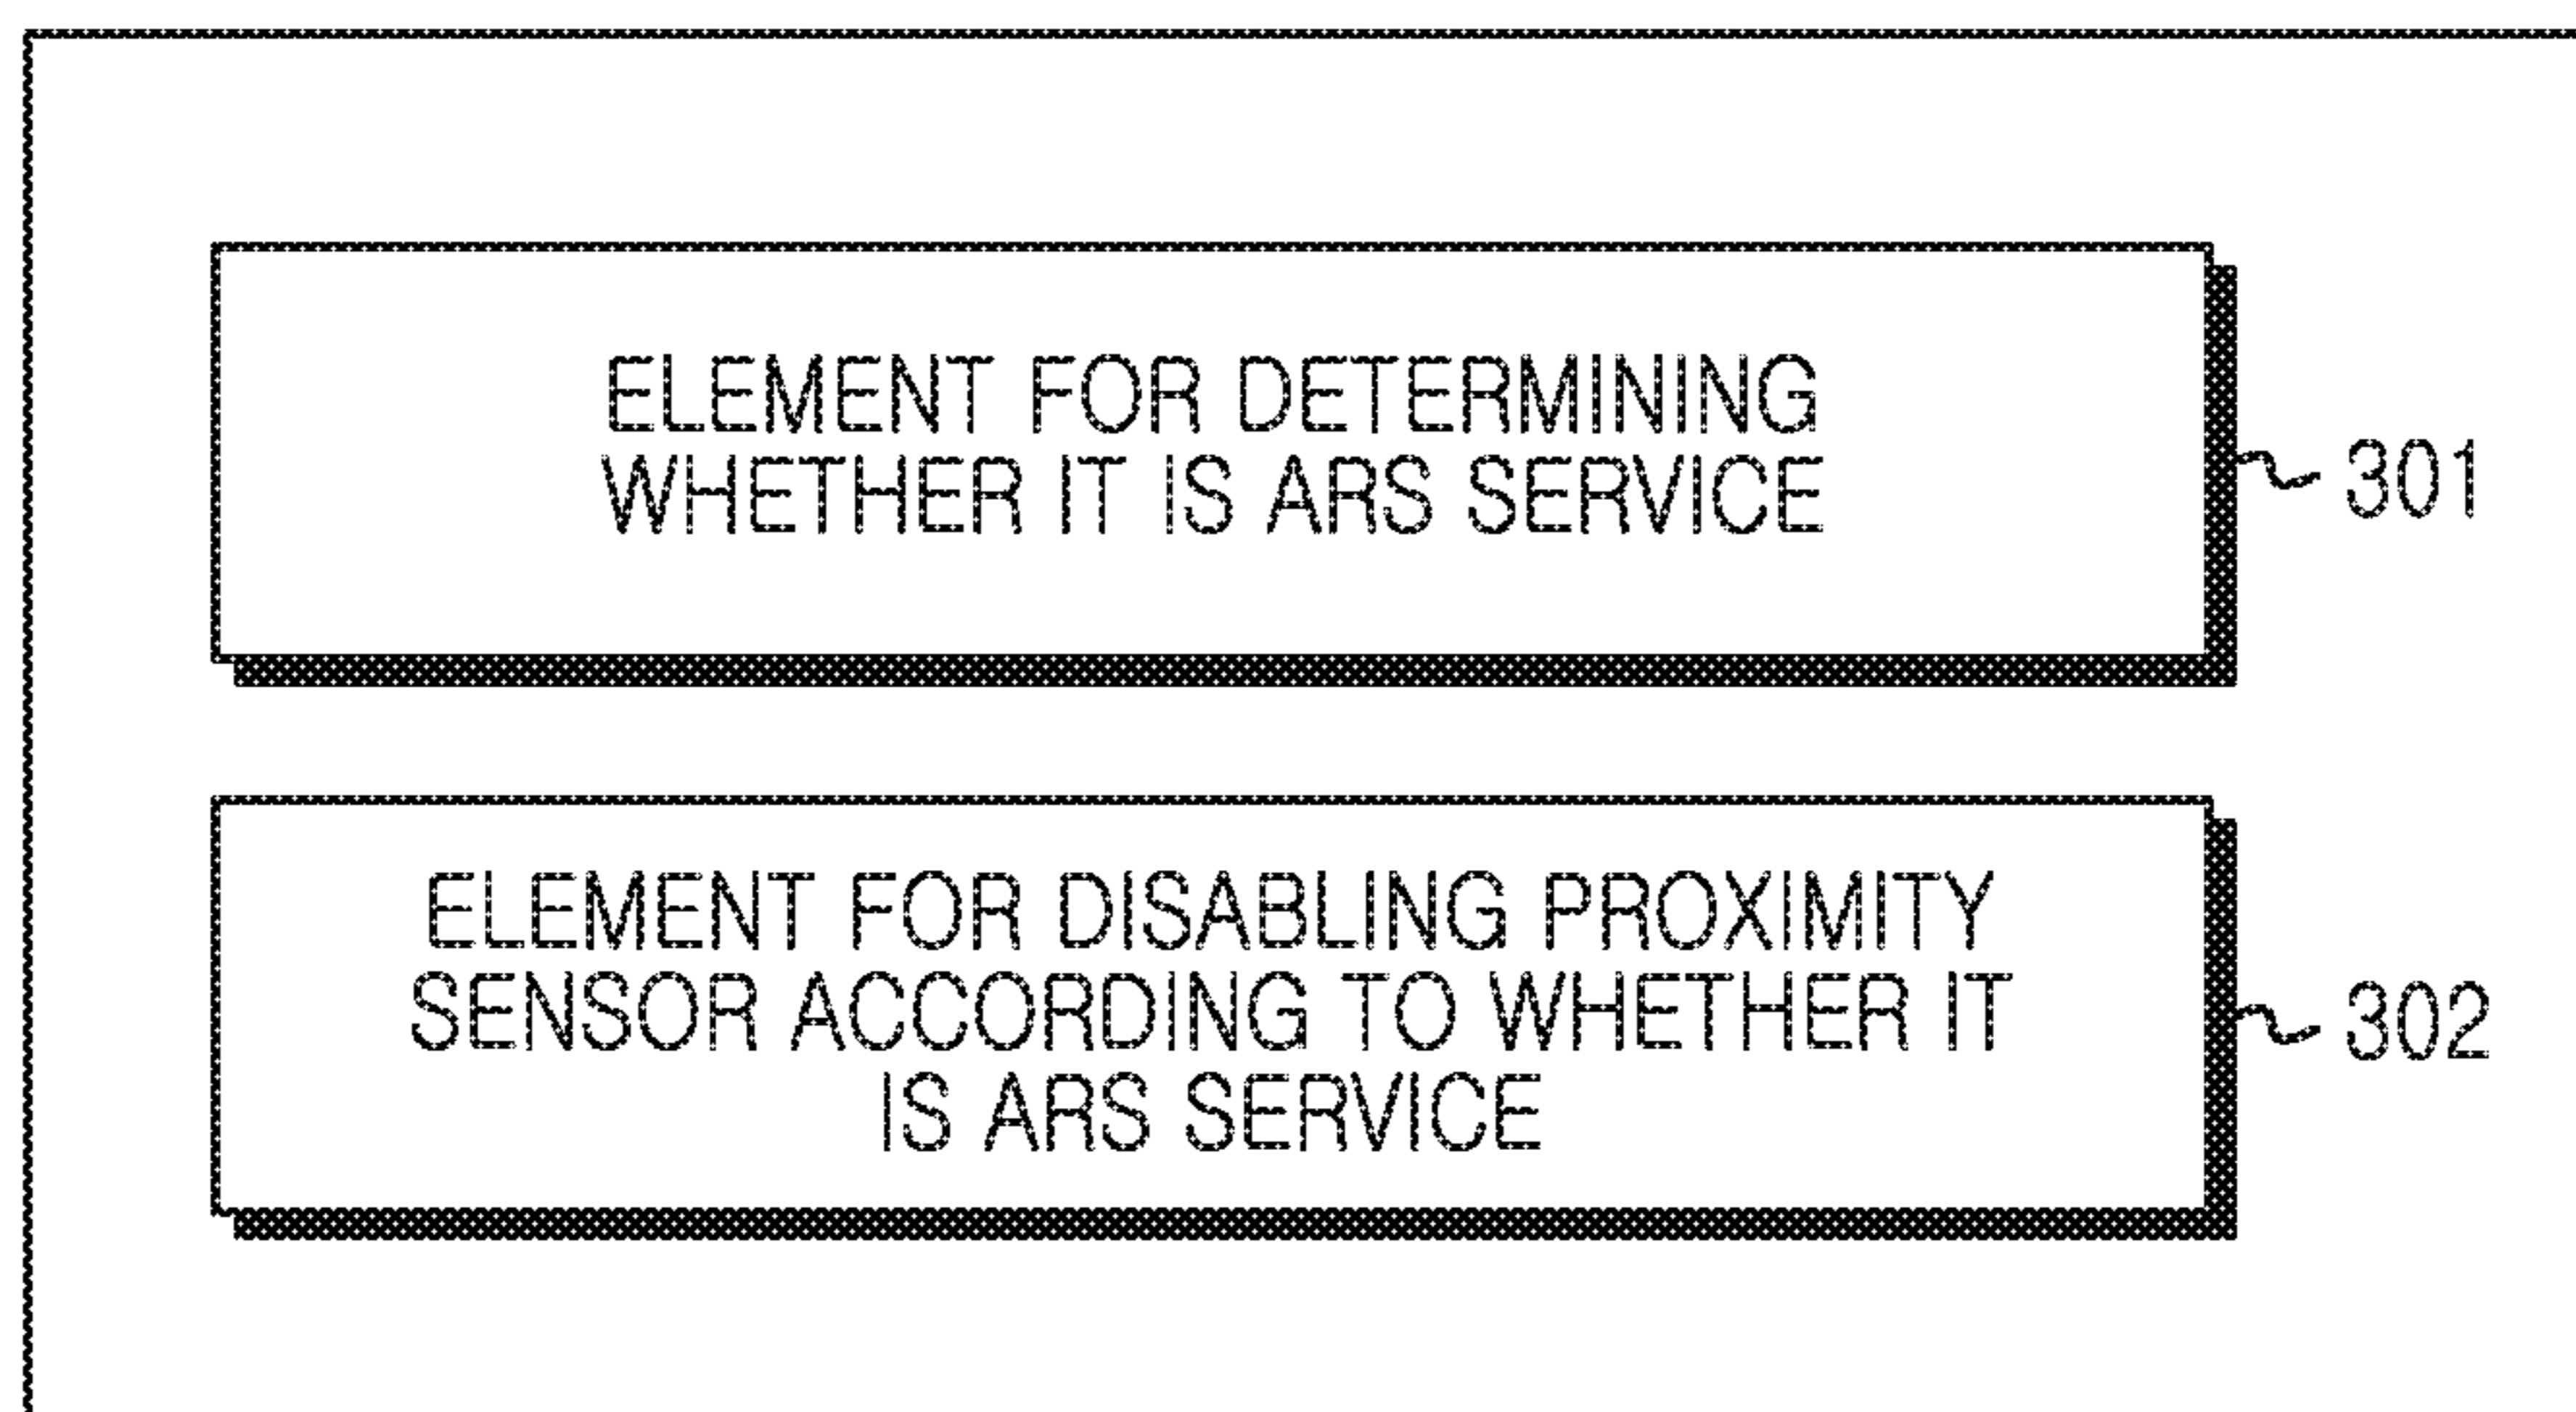 ELEMENT FOR DETERMINING
WHETHER IT IS ARS SERVICE
301
ELEMENT FOR DISABLING PROXIMITY
SENSOR ACCORDING TO WHETHER IT
IS ARS SERVICE
302